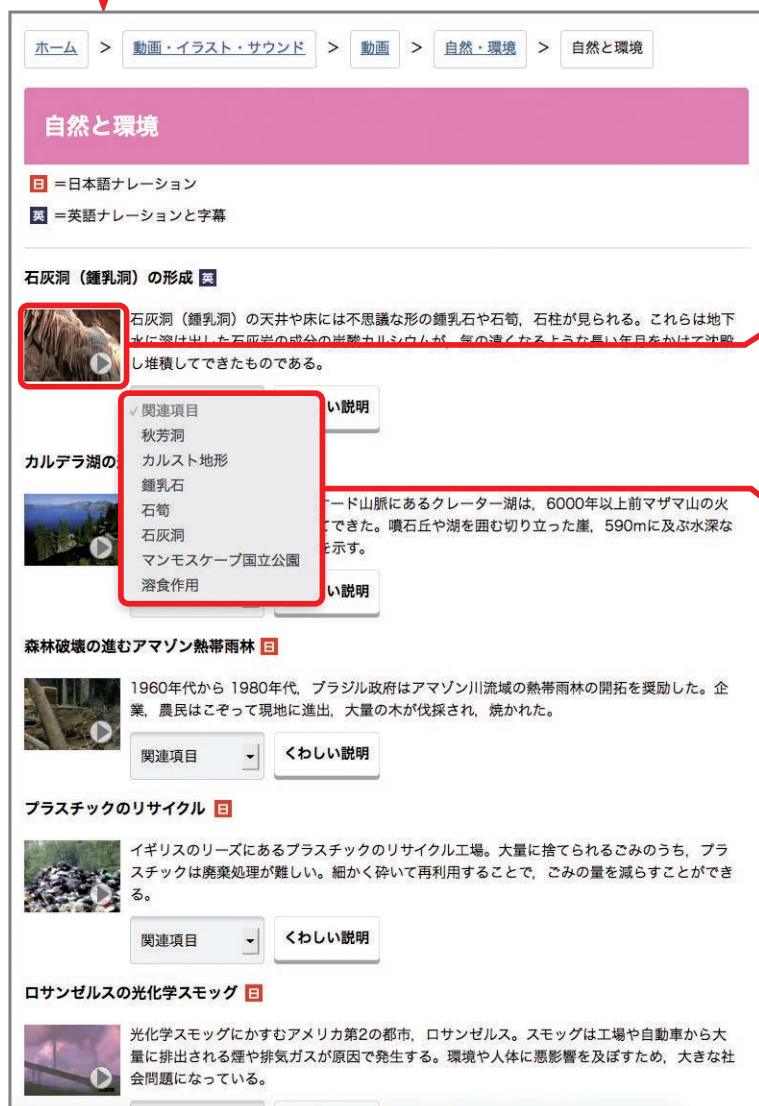 ホーム > 動画・イラスト・サウンド > 動画 > 自然・環境 > 自然と環境
自然と環境
日 =日本語ナレーション
英 =英語ナレーションと字幕
石灰洞（鍾乳洞）の形成 英
石灰洞（鍾乳洞）の天井や床には不思議な形の鍾乳石や石筍，石柱が見られる。これらは地下
水に溶け出した石灰岩の成分の炭酸カルシウムが，気の遠くなるような長い年月をかけて沈殿
し堆積してできたものである。
い説明
✓関連項目
秋芳洞
カルスト地形
鍾乳石
石筍
石灰洞
マンモスケーブ国立公園
溶食作用
カルデラ湖の
ード山脈にあるクレーター湖は，6000年以上前マザマ山の火
てできた。噴石丘や湖を囲む切り立った崖，590mに及ぶ水深な
を示す。
い説明
森林破壊の進むアマゾン熱帯雨林 日
1960年代から 1980年代，ブラジル政府はアマゾン川流域の熱帯雨林の開拓を奨励した。企
業，農民はこぞって現地に進出，大量の木が伐採され，焼かれた。
関連項目 くわしい説明
プラスチックのリサイクル 日
イギリスのリーズにあるプラスチックのリサイクル工場。大量に捨てられるごみのうち，プラ
スチックは廃棄処理が難しい。細かく砕いて再利用することで，ごみの量を減らすことができ
る。
関連項目 くわしい説明
ロサンゼルスの光化学スモッグ 日
光化学スモッグにかすむアメリカ第2の都市，ロサンゼルス。スモッグは工場や自動車から大
量に排出される煙や排気ガスが原因で発生する。環境や人体に悪影響を及ぼすため，大きな社
会問題になっている。